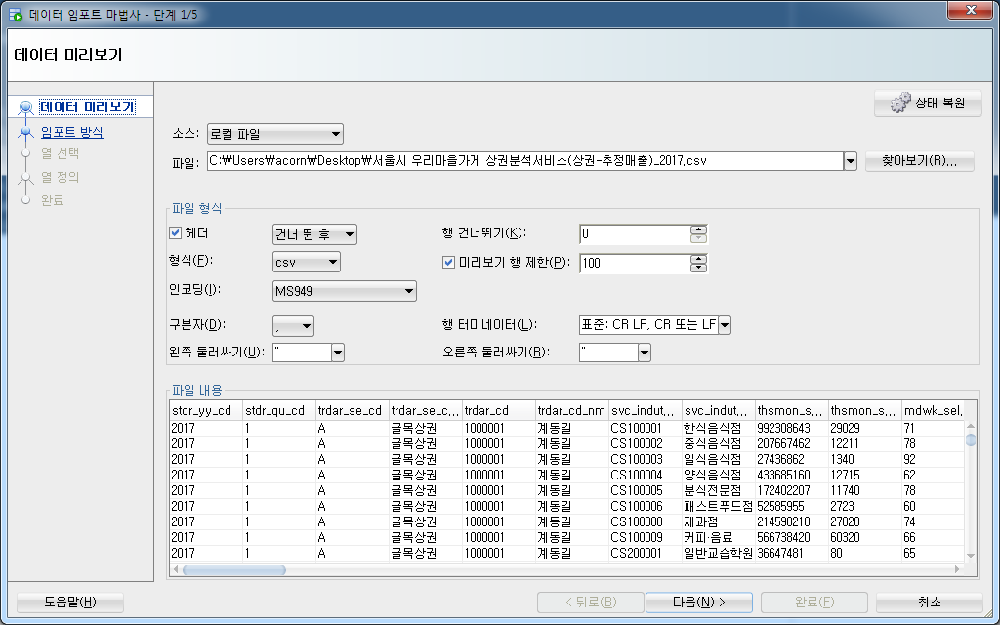 데이터 임포트 마법사 - 단계 1/5
데이터 미리보기
데이터 미리보기
임포트 방식
열 선택
열 정의
완료
상태 복원
소스: 로컬 파일
파일: C:₩Users₩acorn₩Desktop₩서울시 우리마을가게 상권분석서비스(상권-추정매출)_2017.csv 찾아보기(R)...
파일 형식
헤더 건너 뛴 후 행 건너뛰기(K): 0
형식(F): csv 미리보기 행 제한(P): 100
인코딩(I): MS949
구분자(D): , 행 터미네이터(L): 표준: CR LF, CR 또는 LF
왼쪽 둘러싸기(U): " 오른쪽 둘러싸기(R): "
파일 내용
stdr_yy_cd stdr_qu_cd trdar_se_cd trdar_se_c... trdar_cd trdar_cd_nm svc_indut... svc_indut... thsmon_s... thsmon_s... mdwk_sel.
2017 1 A 골목상권 1000001 계동길 CS100001 한식음식점 992308643 29029 71
2017 1 A 골목상권 1000001 계동길 CS100002 중식음식점 207667462 12211 78
2017 1 A 골목상권 1000001 계동길 CS100003 일식음식점 27436862 1340 92
2017 1 A 골목상권 1000001 계동길 CS100004 양식음식점 433685160 12715 62
2017 1 A 골목상권 1000001 계동길 CS100005 분식전문점 172402207 11740 78
2017 1 A 골목상권 1000001 계동길 CS100006 패스트푸드점 52585955 2723 60
2017 1 A 골목상권 1000001 계동길 CS100008 제과점 214590218 27020 74
2017 1 A 골목상권 1000001 계동길 CS100009 커피·음료 566738420 60320 66
2017 1 A 골목상권 1000001 계동길 CS200001 일반교습학원 36647481 80 65
도움말(H) < 뒤로(B) 다음(N) > 완료(F) 취소